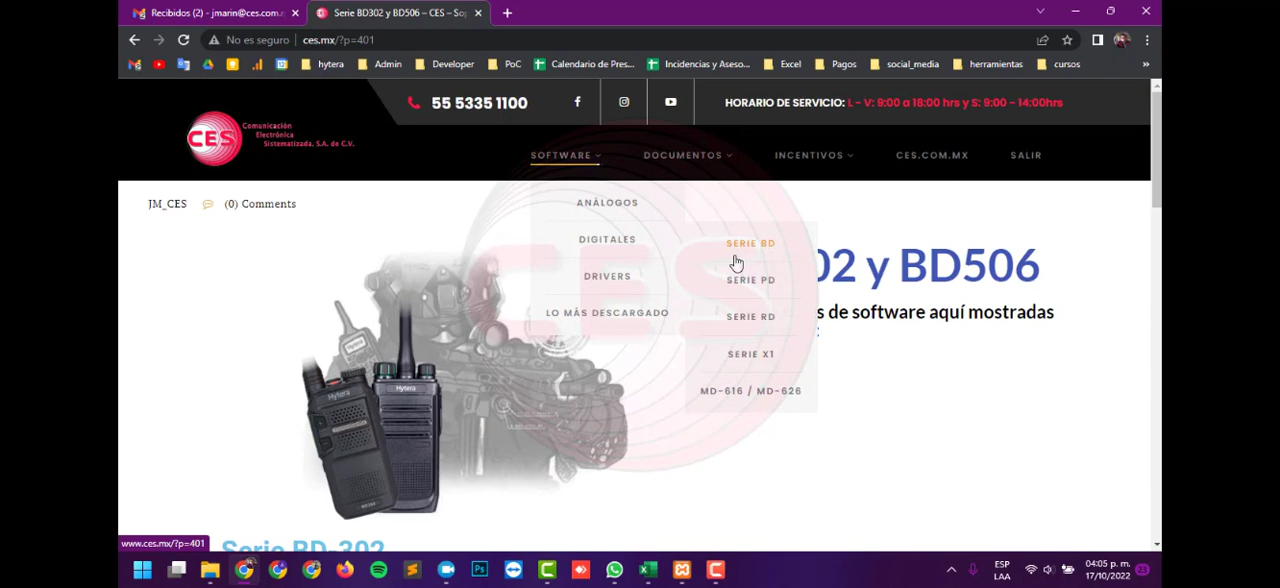 Recibidos (2) - jmarin@ces.com.
Serie BD302 y BD506 – CES – So
No es seguro
ces.mx/?p=401
hytera
Admin
Developer
PoC
Calendario de Pres...
Incidencias y Aseso...
Excel
Pagos
social_media
herramientas
cursos
»
CES
Comunicación
Electrónica
Sistematizada. S.A. de C.V.
55 5335 1100
HORARIO DE SERVICIO: L - V: 9:00 a 18:00 hrs y S: 9:00 - 14:00hrs
SOFTWARE
DOCUMENTOS
INCENTIVOS
CES.COM.MX
SALIR
JM_CES
(0) Comments
ANÁLOGOS
DIGITALES
DRIVERS
LO MÁS DESCARGADO
SERIE BD
SERIE PD
SERIE RD
SERIE X1
MD-616 / MD-626
02 y BD506
s de software aquí mostradas
CES
Hytera
Hytera
Serie BD-302
www.ces.mx/?p=401
ESP
LAA
04:05 p. m.
17/10/2022
23